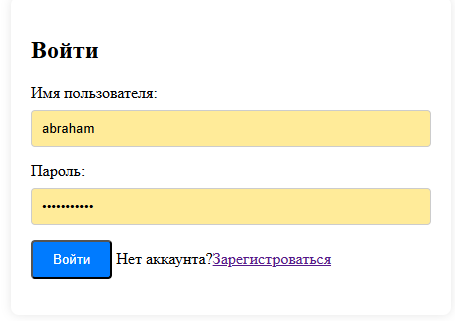 Войти
Имя пользователя:
abraham
Пароль:
•••••••••••
Войти Нет аккаунта?Зарегистроваться